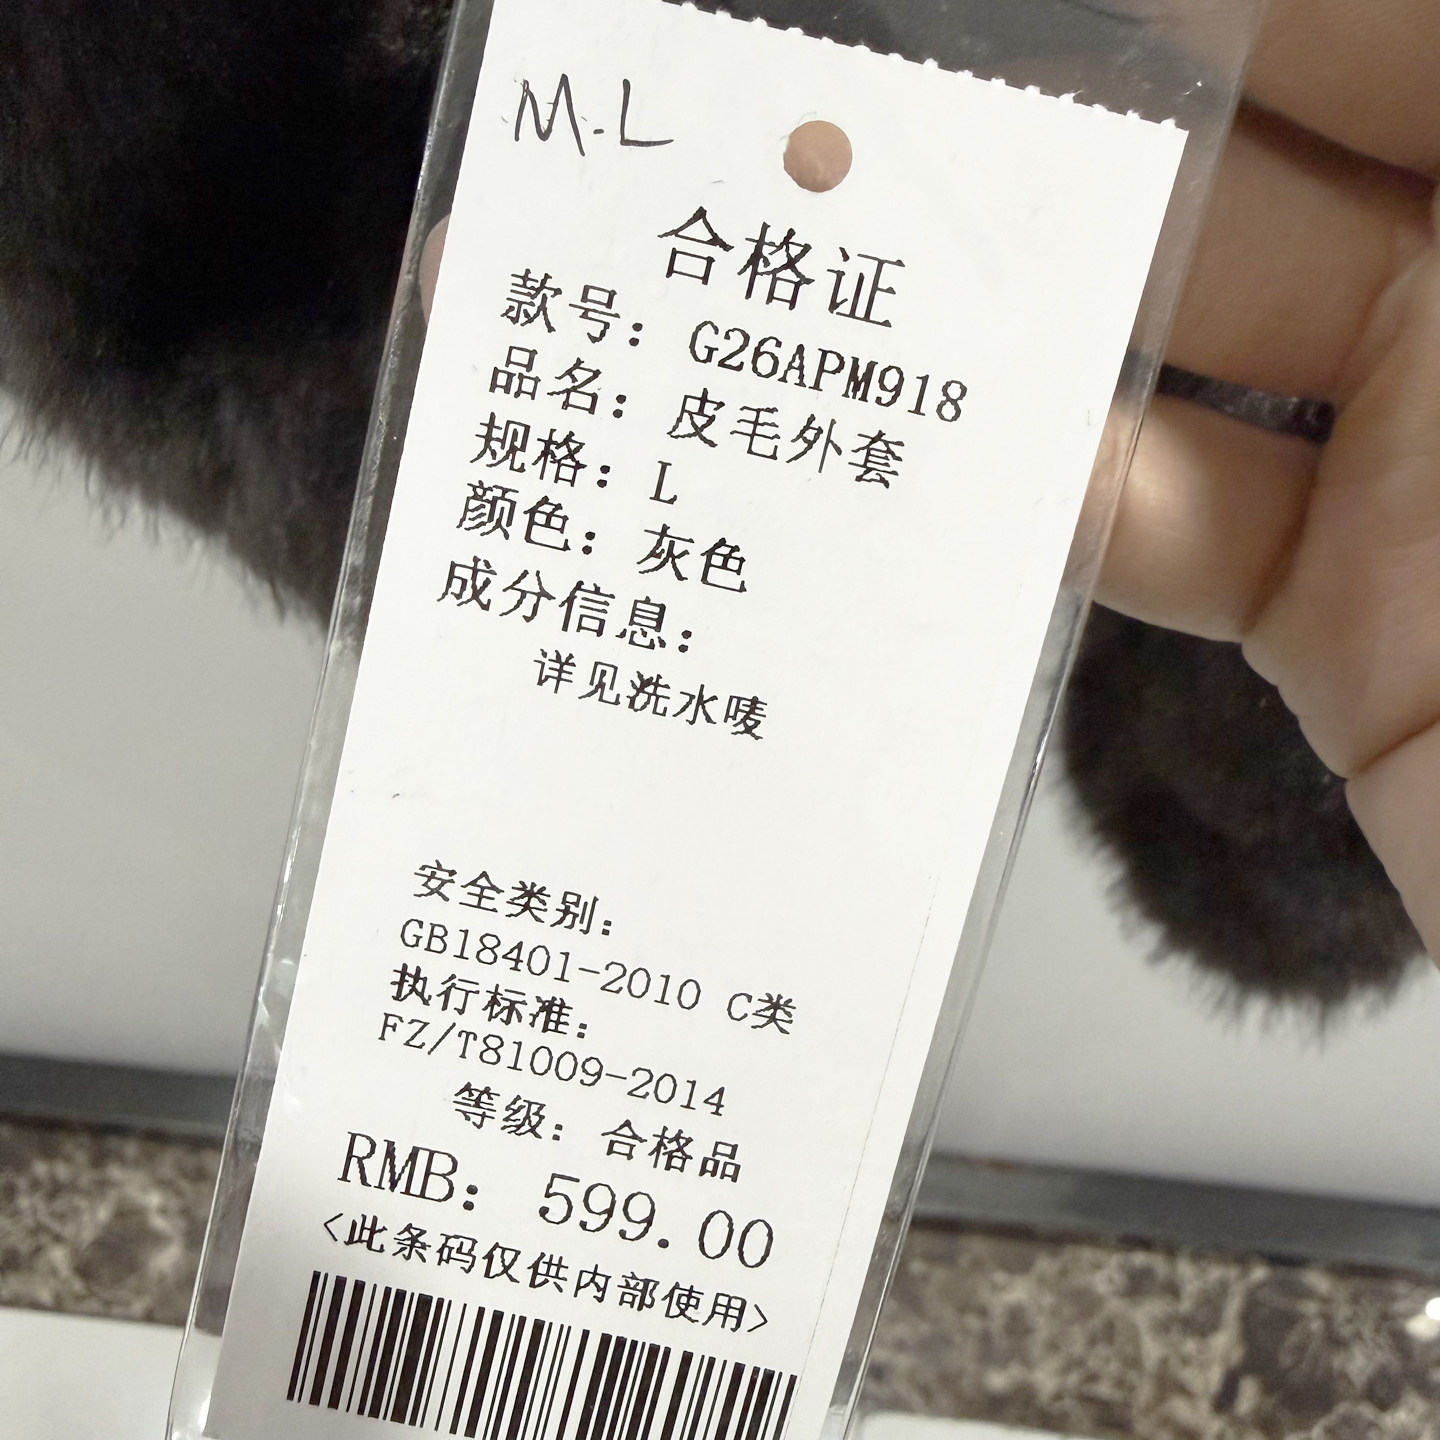 M.L
合格证
款号：G26APM918
品名：皮毛外套
规格：L
颜色：灰色
成分信息：
详见洗水唛
安全类别：
GB18401-2010 C类
执行标准：
FZ/T81009-2014
等级：合格品
RMB：599.00
<此条码仅供内部使用>